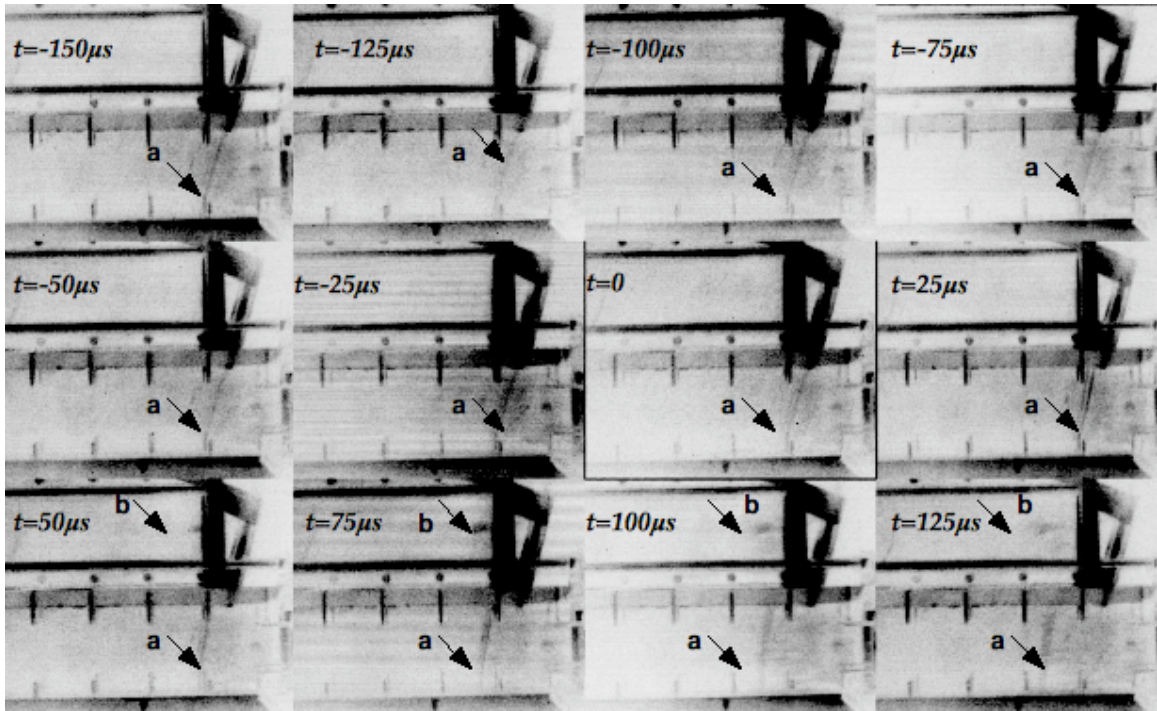 t=-150µs
t=-125µs
t=-100µs
t=-75µs
a
a
a
a
t=-50µs
t=-25µs
t=0
t=25µs
a
a
a
a
b
t=50µs
b
t=75µs
b
t=100µs
b
t=125µs
a
a
a
a